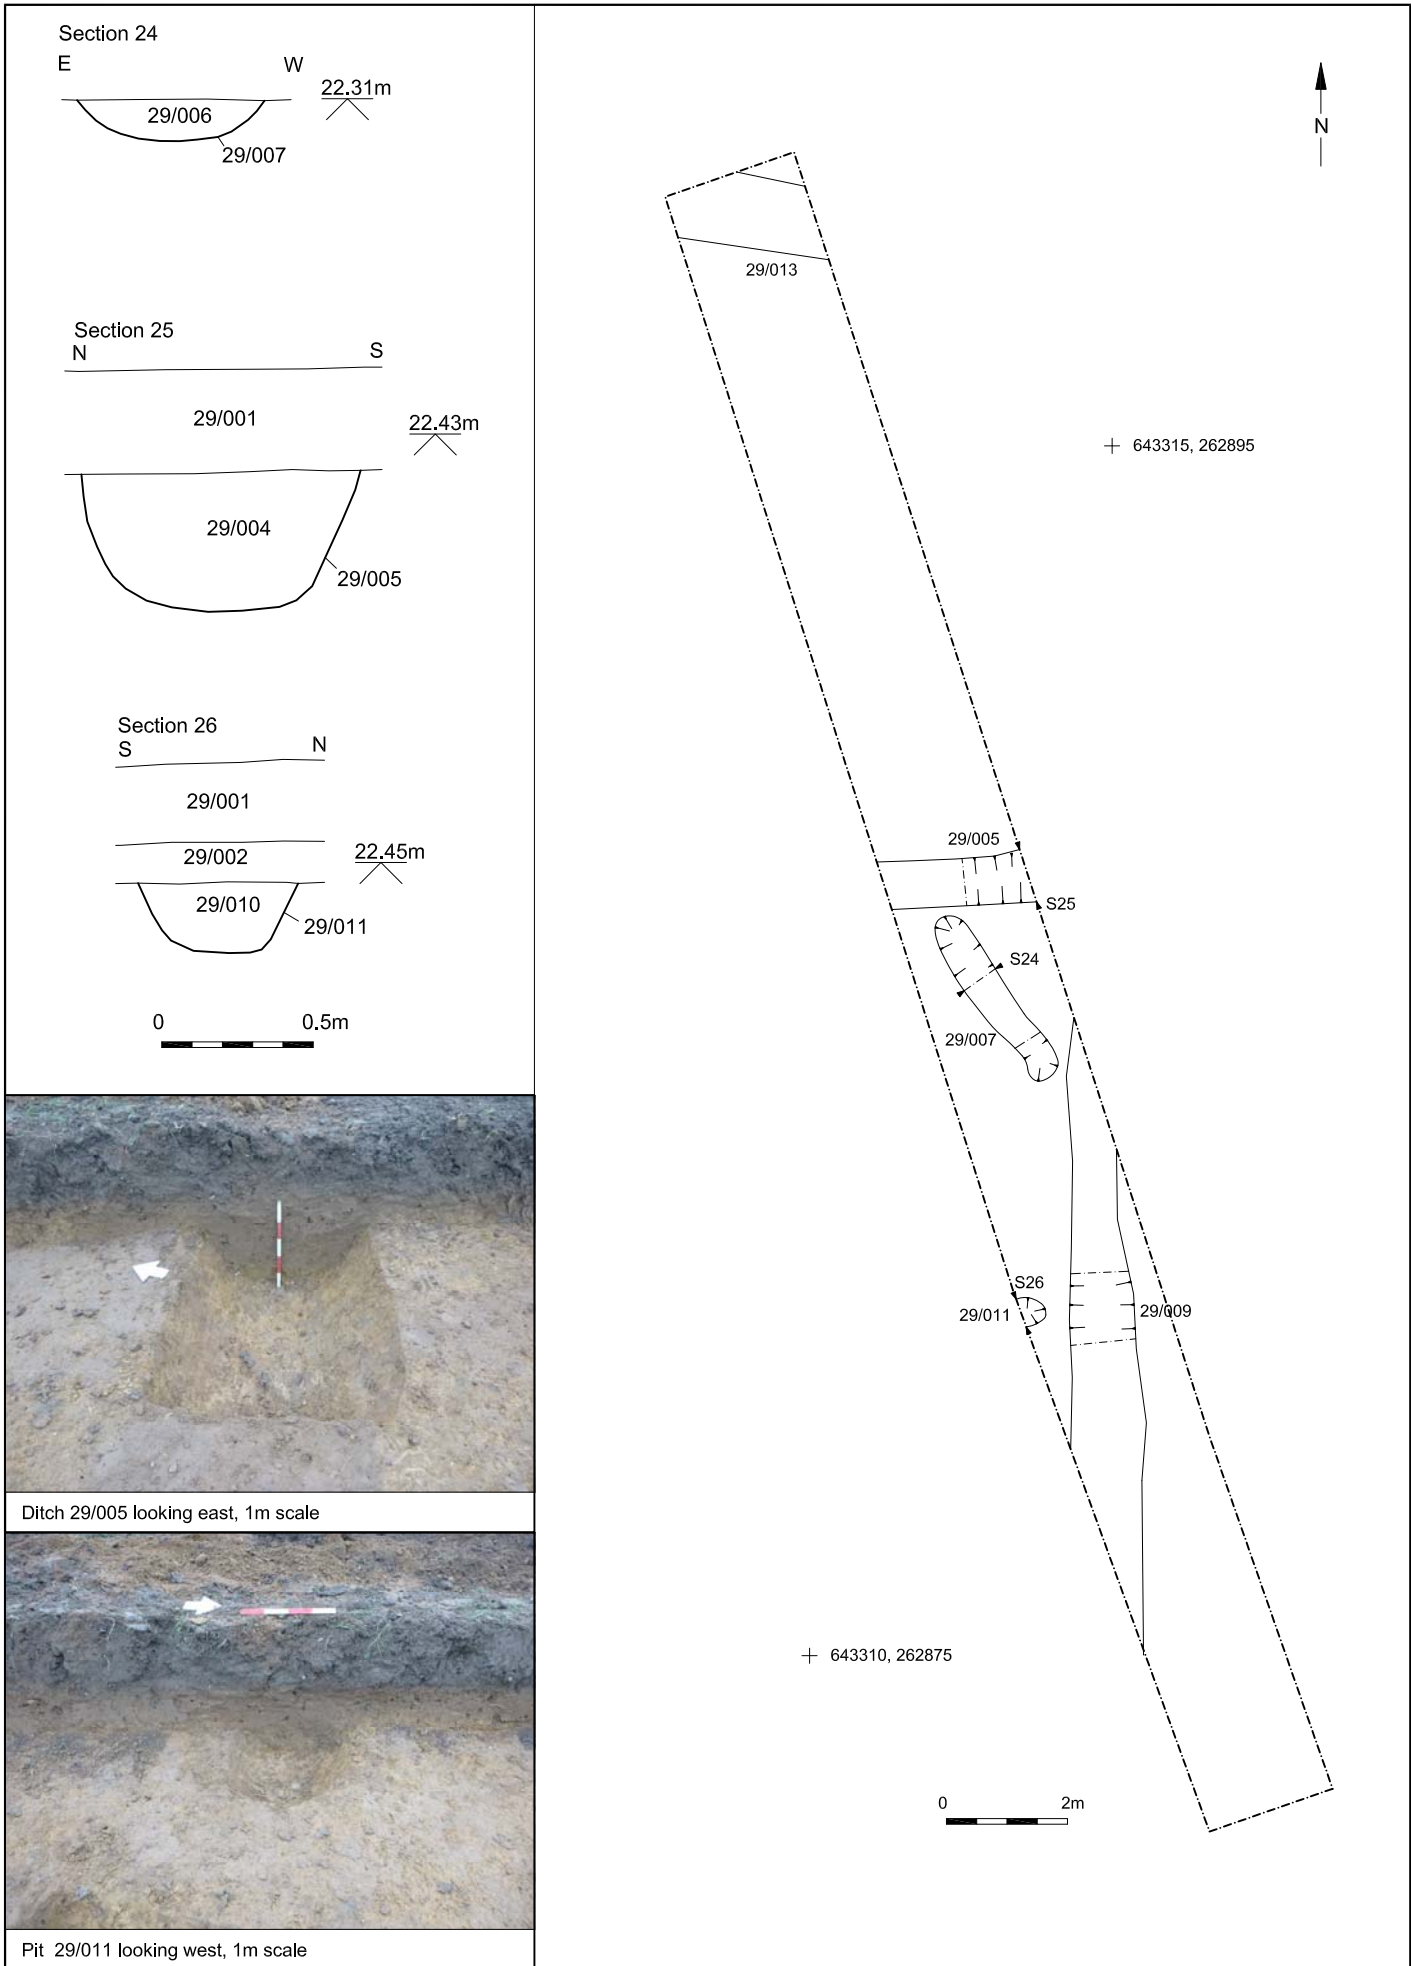 Section 24
E W
22.31m
29/006
29/007
Section 25
N S
29/001
22.43m
29/004
29/005
Section 26
S N
29/001
29/002
22.45m
29/010
29/011
0 0.5m
Ditch 29/005 looking east, 1m scale
Pit 29/011 looking west, 1m scale
N
29/013
643315, 262895
29/005
S25
S24
29/007
S26
29/011
29/009
643310, 262875
0 2m